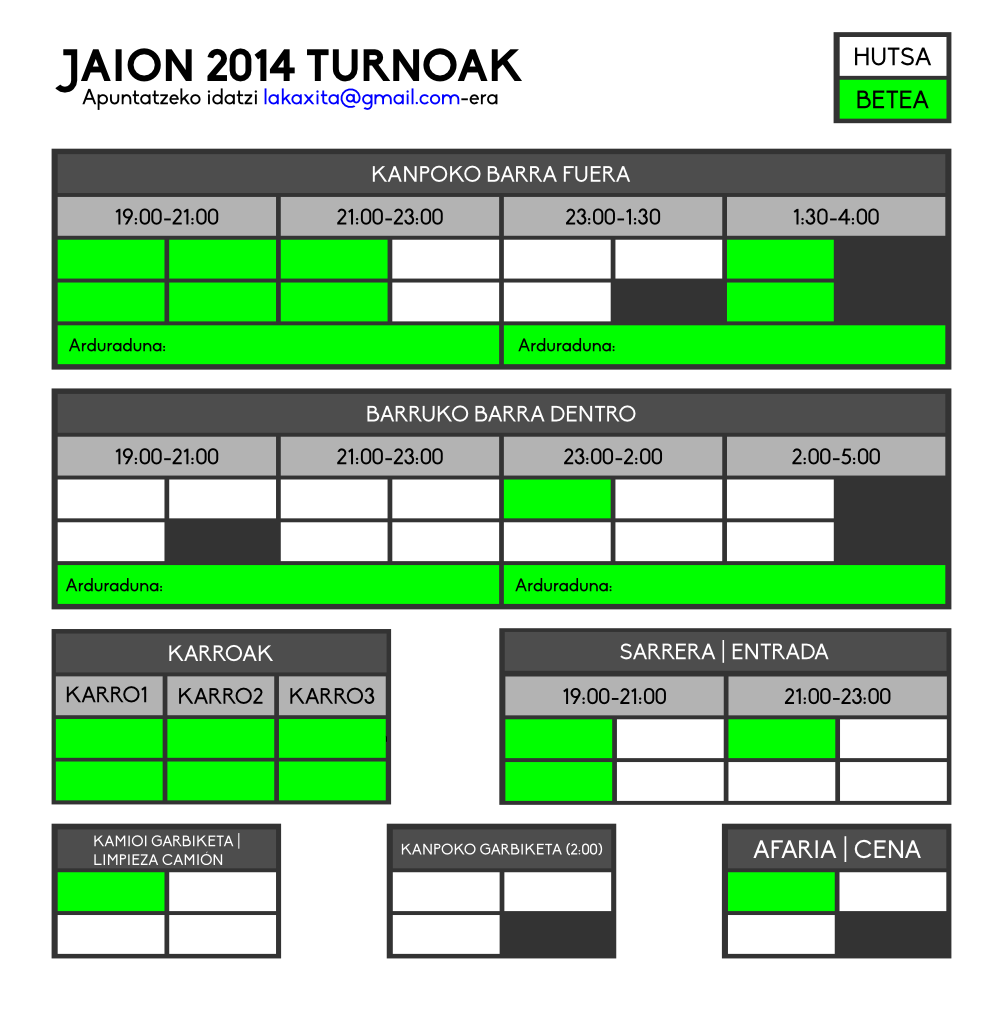 JAION 2014 TURNOAK
Apuntatzeko idatzi lakaxita@gmail.com-era
HUTSA
BETEA
KANPOKO BARRA FUERA
19:00-21:00 21:00-23:00 23:00-1:30 1:30-4:00
Arduraduna: Arduraduna:
BARRUKO BARRA DENTRO
19:00-21:00 21:00-23:00 23:00-2:00 2:00-5:00
Arduraduna: Arduraduna:
KARROAK
KARRO1 KARRO2 KARRO3
SARRERA | ENTRADA
19:00-21:00 21:00-23:00
KAMIOI GARBIKETA |
LIMPIEZA CAMIÓN
KANPOKO GARBIKETA (2:00)
AFARIA | CENA